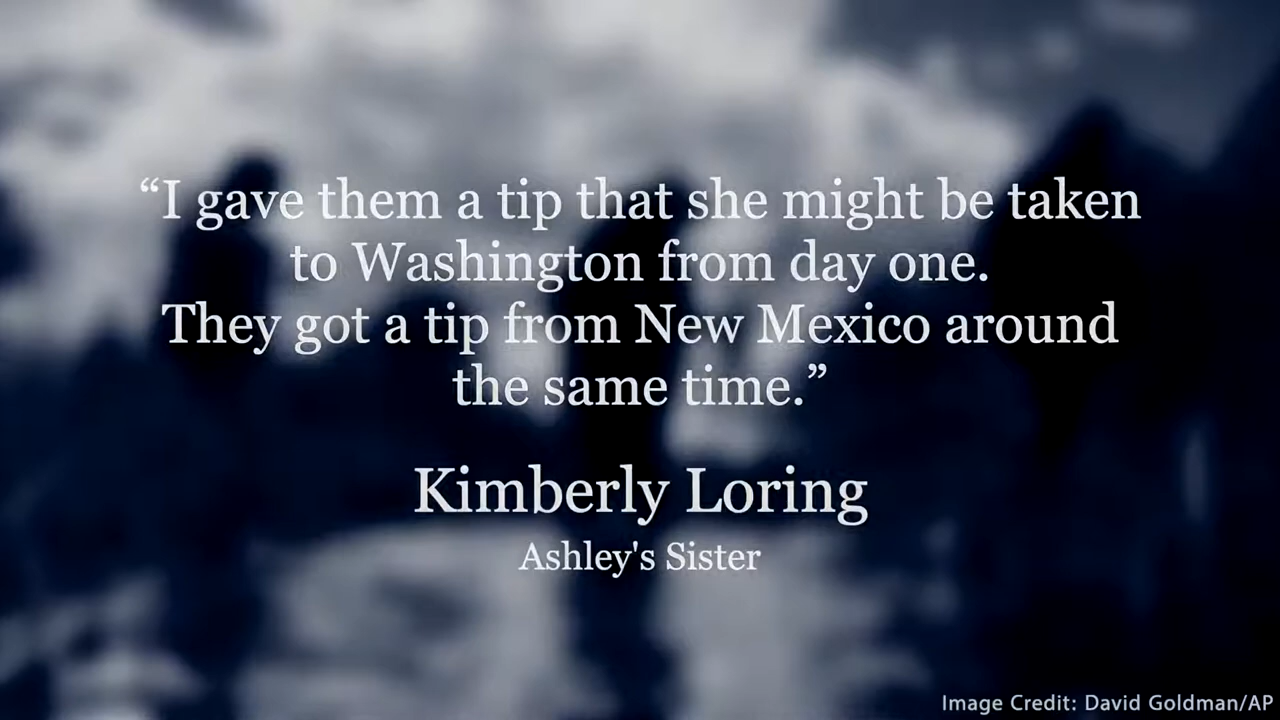 “I gave them a tip that she might be taken
to Washington from day one.
They got a tip from New Mexico around
the same time.”
Kimberly Loring
Ashley's Sister
Image Credit: David Goldman/AP